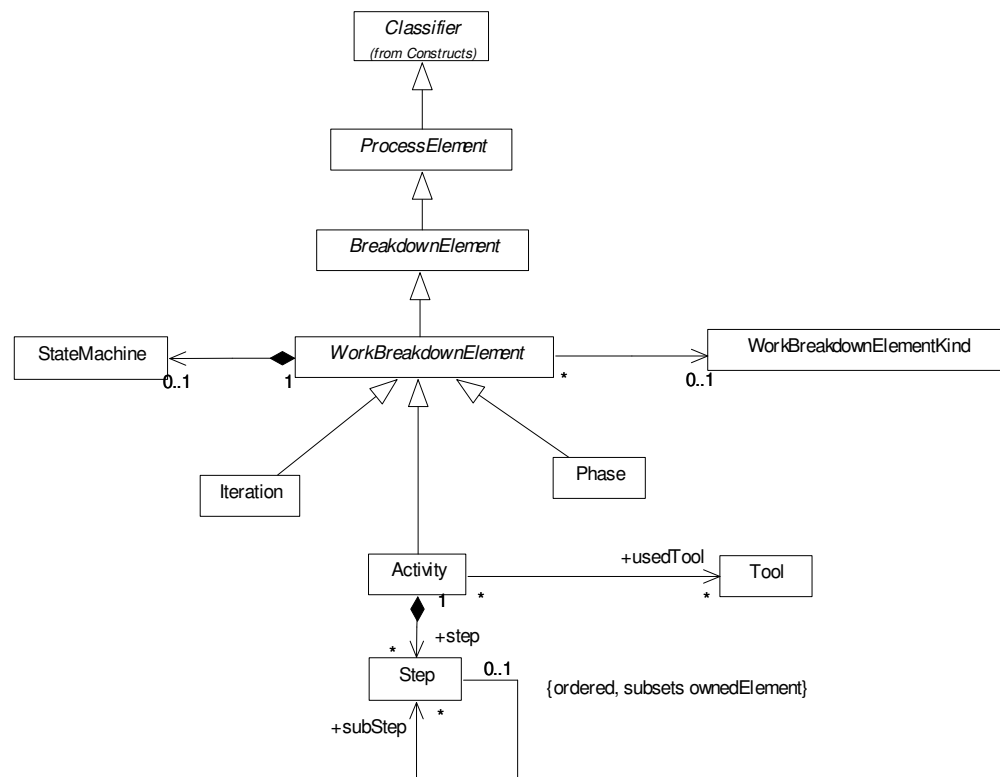 Classifier
(from Constructs)
ProcessElement
BreakdownElement
StateMachine
WorkBreakdownElement
WorkBreakdownElementKind
0..1
1
*
0..1
Iteration
Phase
Activity
+usedTool
Tool
1
*
*
+step
*
Step
0..1
{ordered, subsets ownedElement}
+subStep
*